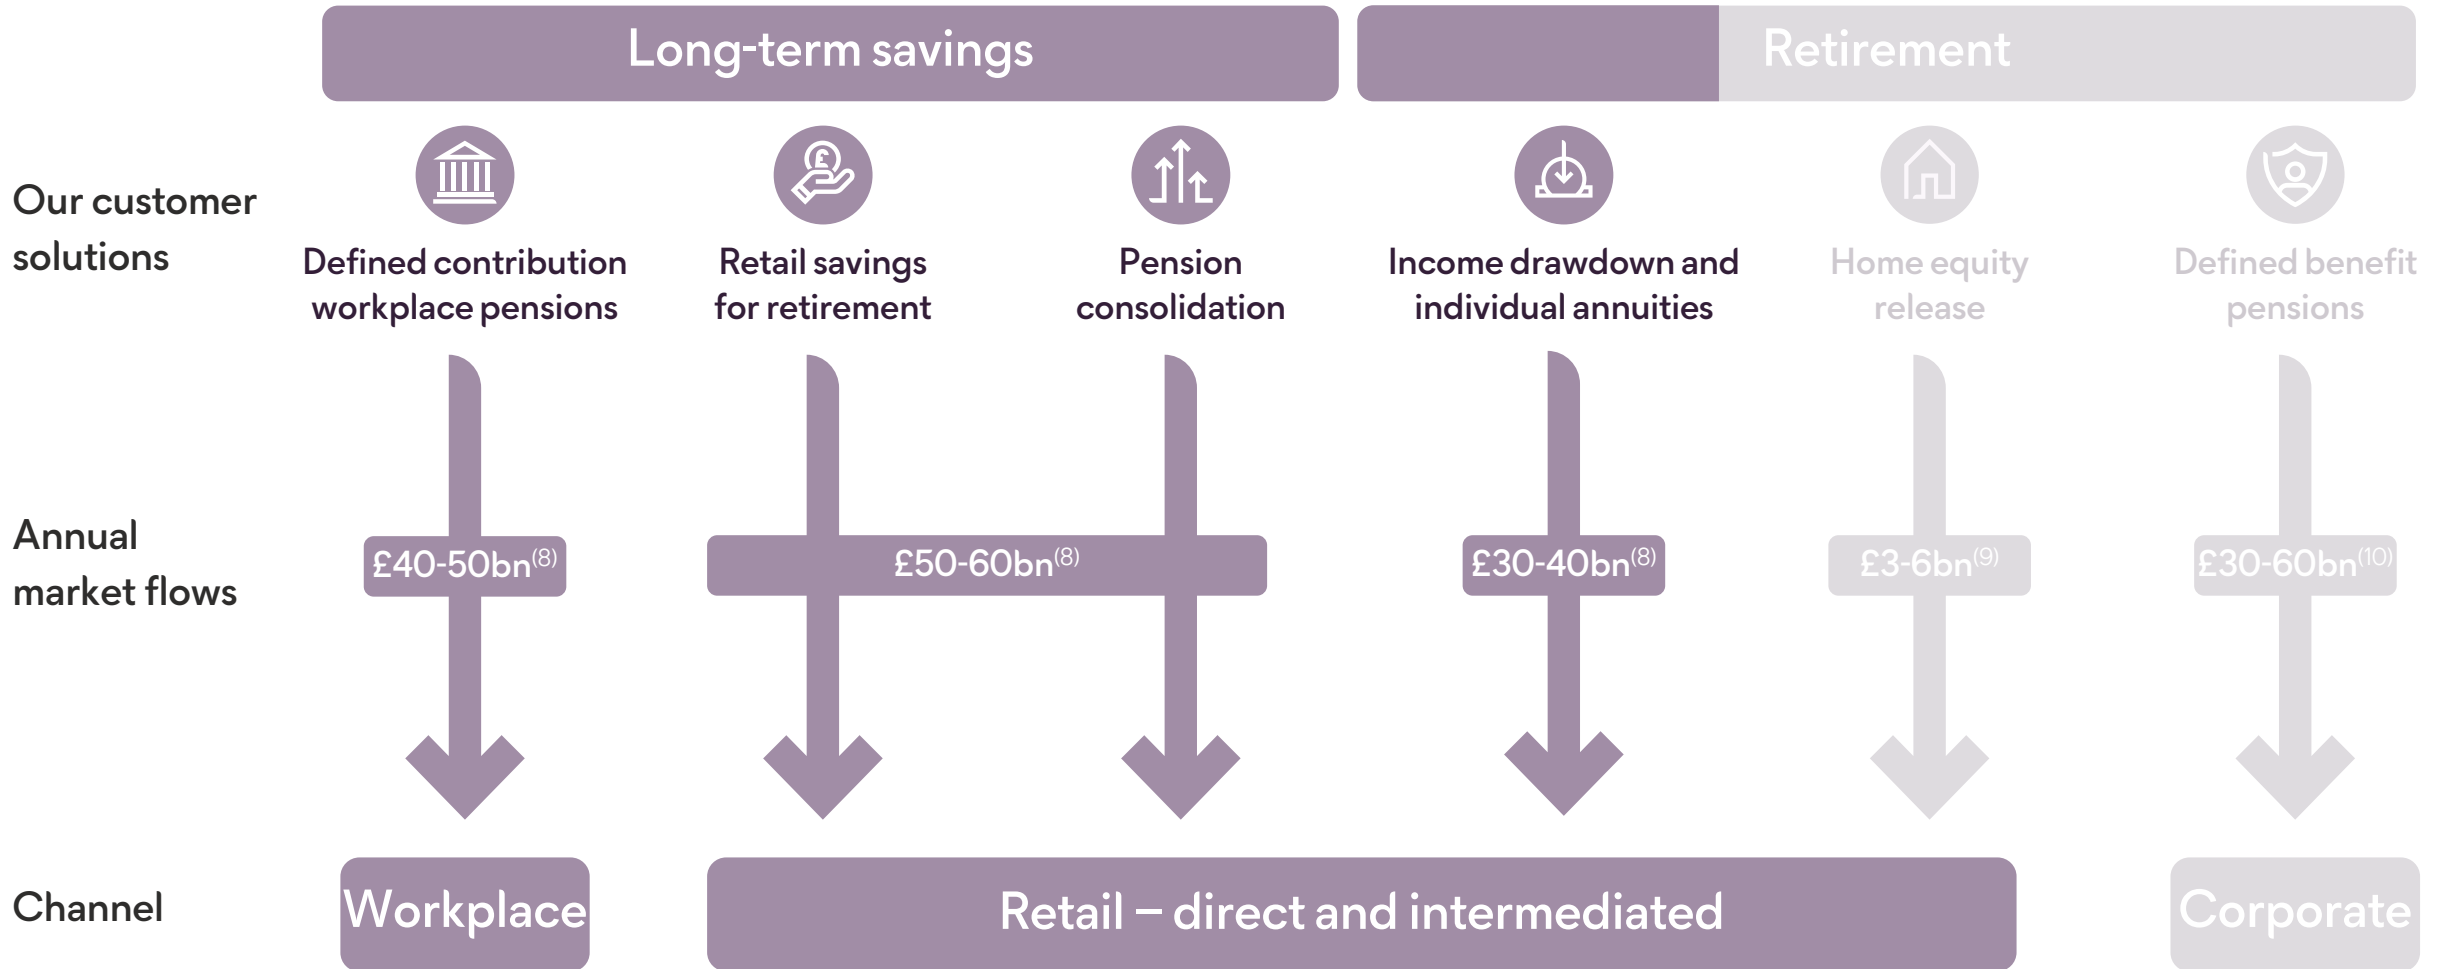 Long-term savings
Retirement
Our customer
solutions
Defined contribution
workplace pensions
Retail savings
for retirement
Pension
consolidation
Income drawdown and
individual annuities
Home equity
release
Defined benefit
pensions
Annual
market flows
£40-50bn(8)
£50-60bn(8)
£30-40bn(8)
£3-6bn(9)
£30-60bn(10)
Channel
Workplace
Retail – direct and intermediated
Corporate